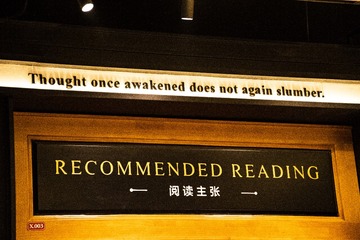 Thought once awakened does not again slumber.
RECOMMENDED READING
阅读主张
X.003